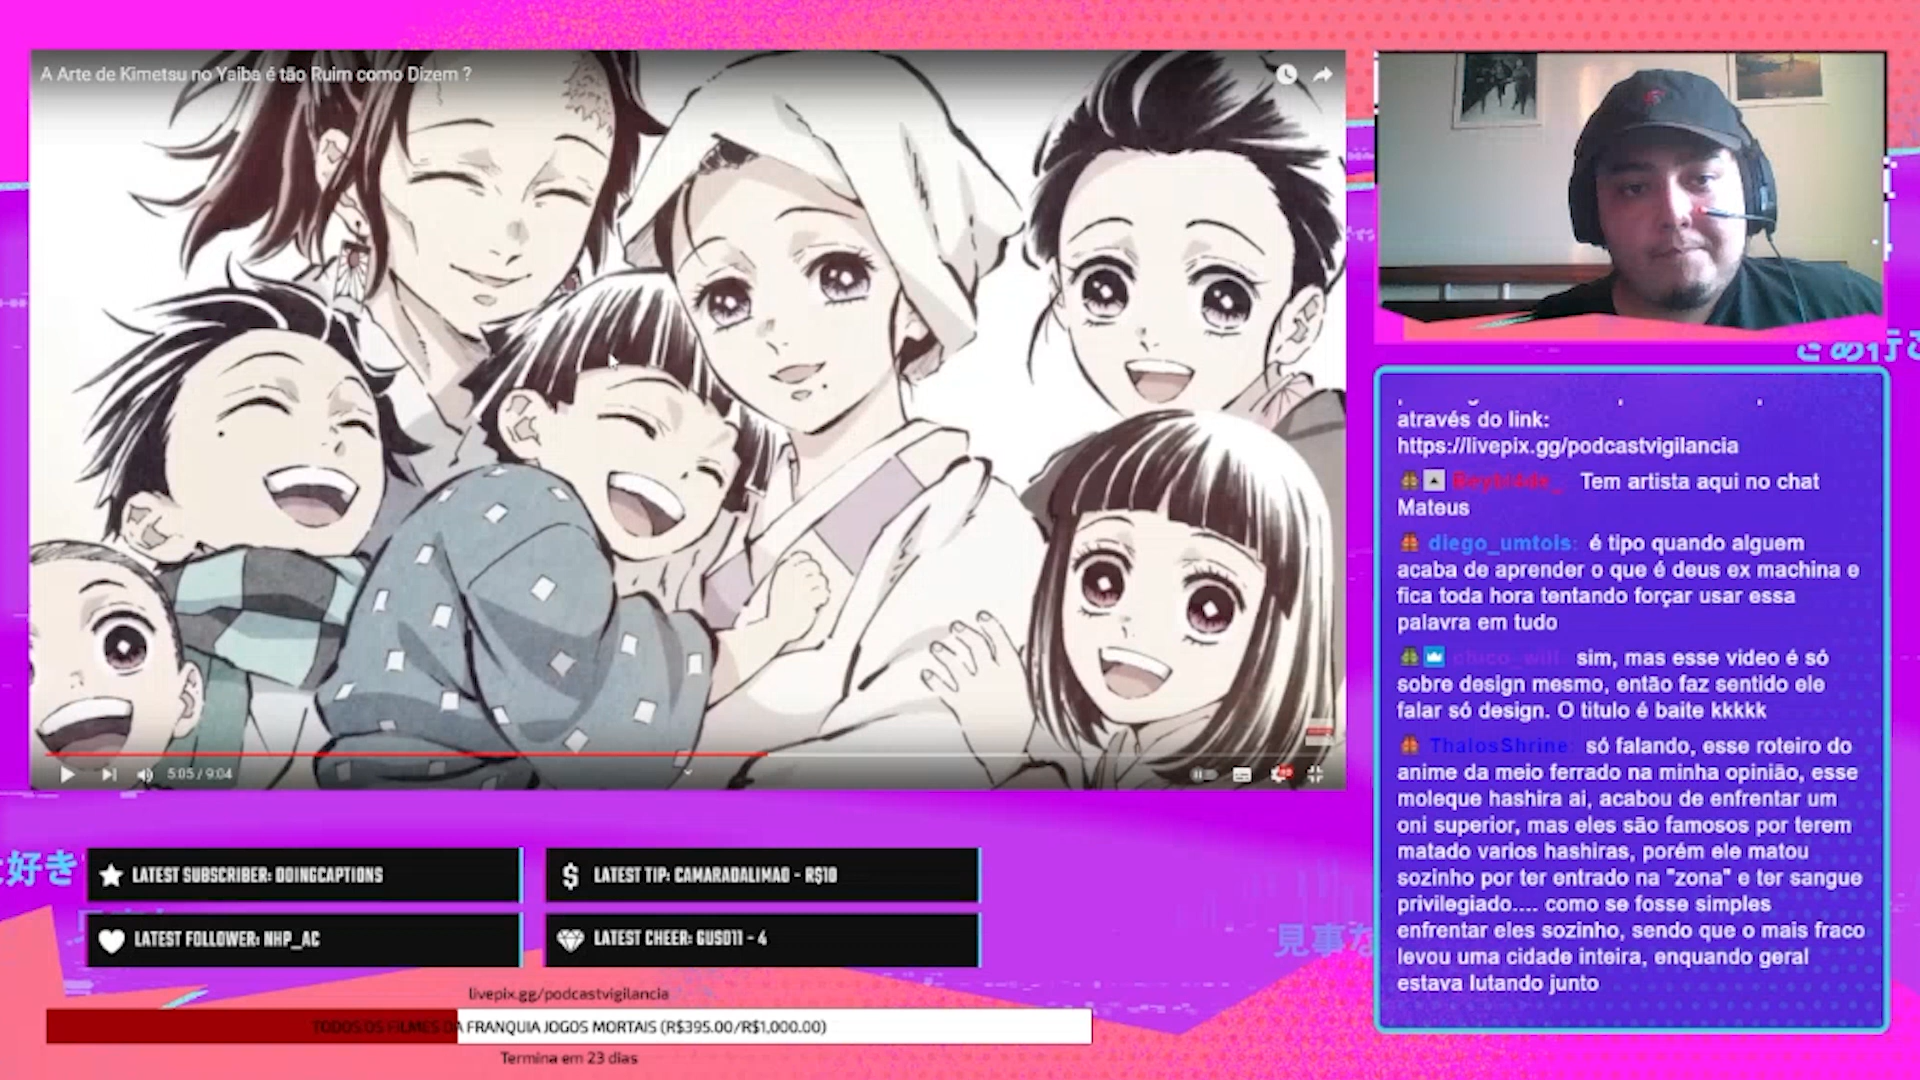 A Arte de Kimetsu no Yaiba é tão Ruim como Dizem ?
5:05 / 9:04
através do link:
https://livepix.gg/podcastvigilancia
Tem artista aqui no chat
Mateus
diego_umtois: é tipo quando alguem
acaba de aprender o que é deus ex machina e
fica toda hora tentando forçar usar essa
palavra em tudo
chico_will: sim, mas esse video é só
sobre design mesmo, então faz sentido ele
falar só design. O titulo é baite kkkkk
ThalosShrine: só falando, esse roteiro do
anime da meio ferrado na minha opinião, esse
moleque hashira ai, acabou de enfrentar um
oni superior, mas eles são famosos por terem
matado varios hashiras, porém ele matou
sozinho por ter entrado na "zona" e ter sangue
privilegiado.... como se fosse simples
enfrentar eles sozinho, sendo que o mais fraco
levou uma cidade inteira, enquando geral
estava lutando junto
好き
見事な
LATEST SUBSCRIBER: DOINGCAPTIONS
LATEST TIP: CAMARADALIMAO - R$10
LATEST FOLLOWER: NHP_AC
LATEST CHEER: GUSO11 - 4
livepix.gg/podcastvigilancia
TODOS OS FILMES DA FRANQUIA JOGOS MORTAIS (R$395.00/R$1,000.00)
Termina em 23 dias